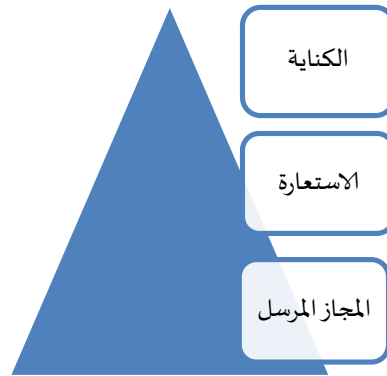 الكناية
الاستعارة
المجاز المرسل